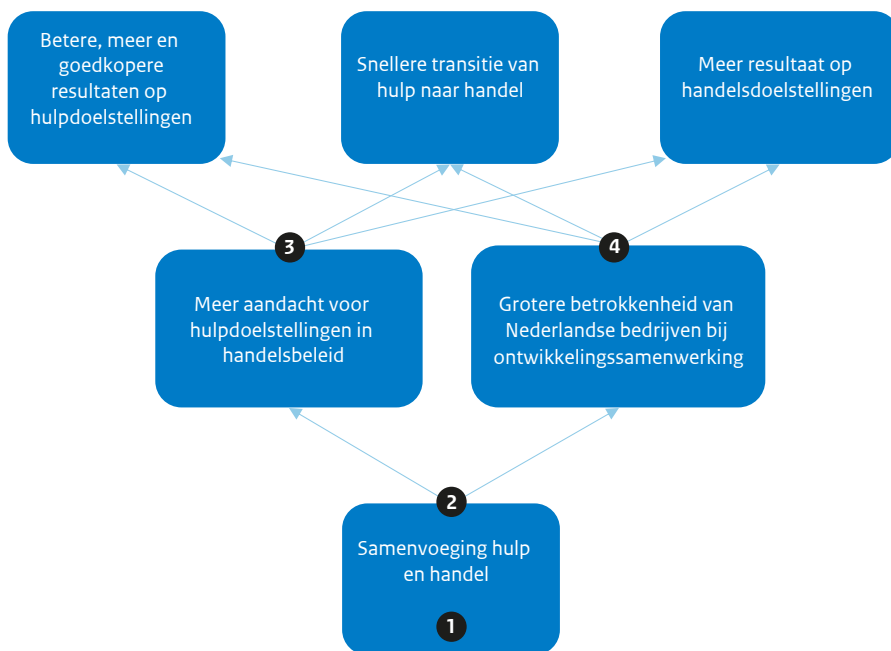 Betere, meer en
goedkopere
resultaten op
hulpdoelstellingen
Snellere transitie van
hulp naar handel
Meer resultaat op
handelsdoelstellingen
3
4
Meer aandacht voor
hulpdoelstellingen in
handelsbeleid
Grotere betrokkenheid van
Nederlandse bedrijven bij
ontwikkelingssamenwerking
2
Samenvoeging hulp
en handel
1